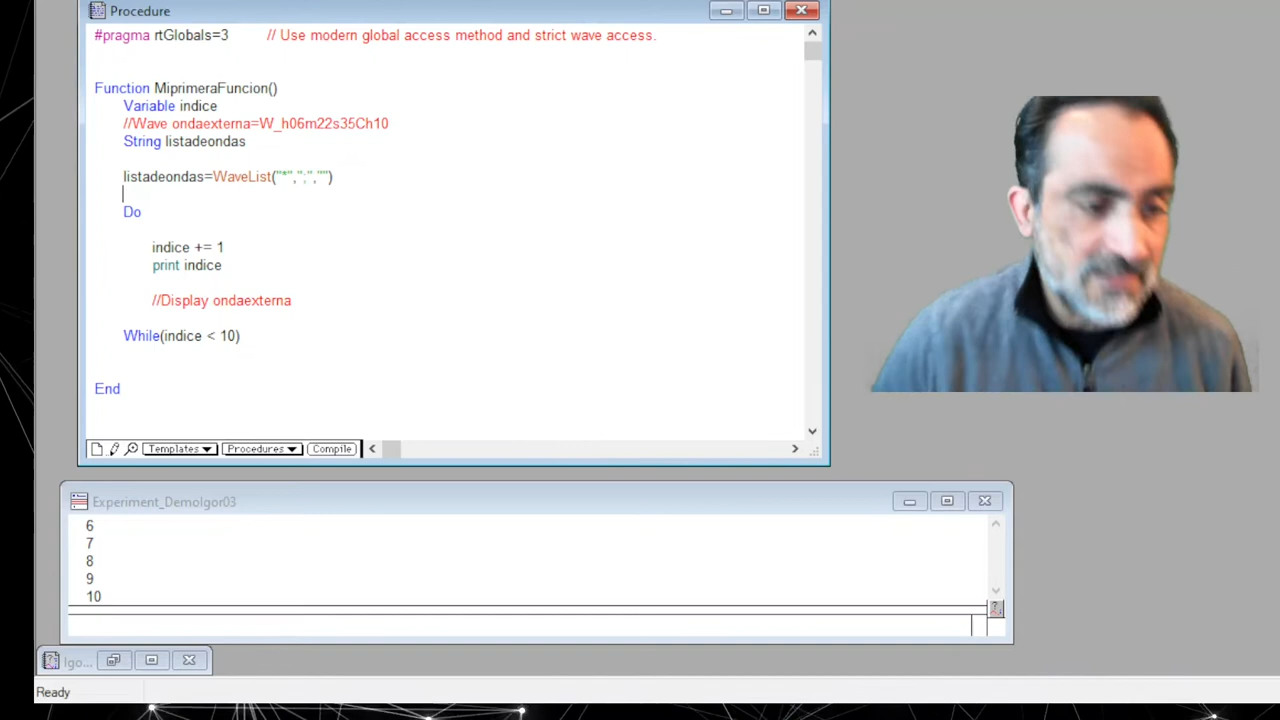 Procedure
#pragma rtGlobals=3 // Use modern global access method and strict wave access.
Function MiprimeraFuncion()
Variable indice
//Wave ondaexterna=W_h06m22s35Ch10
String listadeondas
listadeondas=WaveList("*",";","")
Do
indice += 1
print indice
//Display ondaexterna
While(indice < 10)
End
Templates Procedures Compile
Experiment_DemoIgor03
6
7
8
9
10
Igo...
Ready